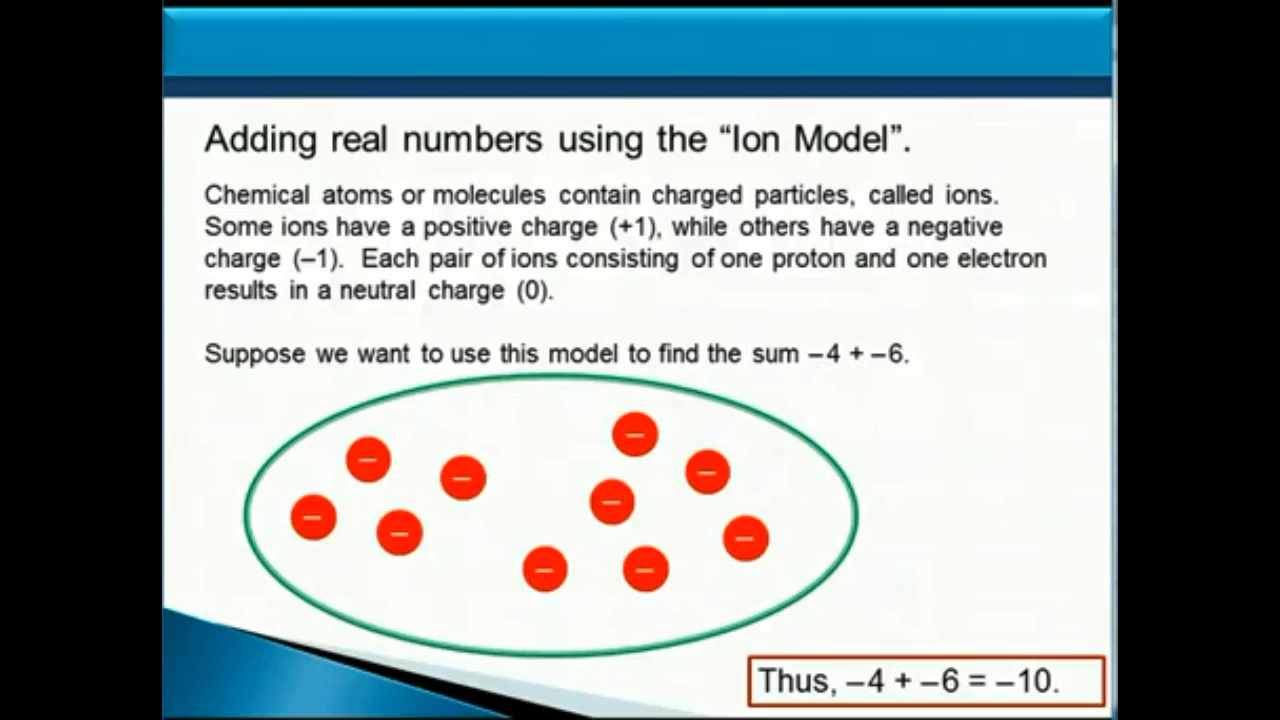 Adding real numbers using the “Ion Model”.
Chemical atoms or molecules contain charged particles, called ions.
Some ions have a positive charge (+1), while others have a negative
charge (–1). Each pair of ions consisting of one proton and one electron
results in a neutral charge (0).
Suppose we want to use this model to find the sum –4 + –6.
–
–
–
–
–
–
–
–
–
–
Thus, –4 + –6 = –10.